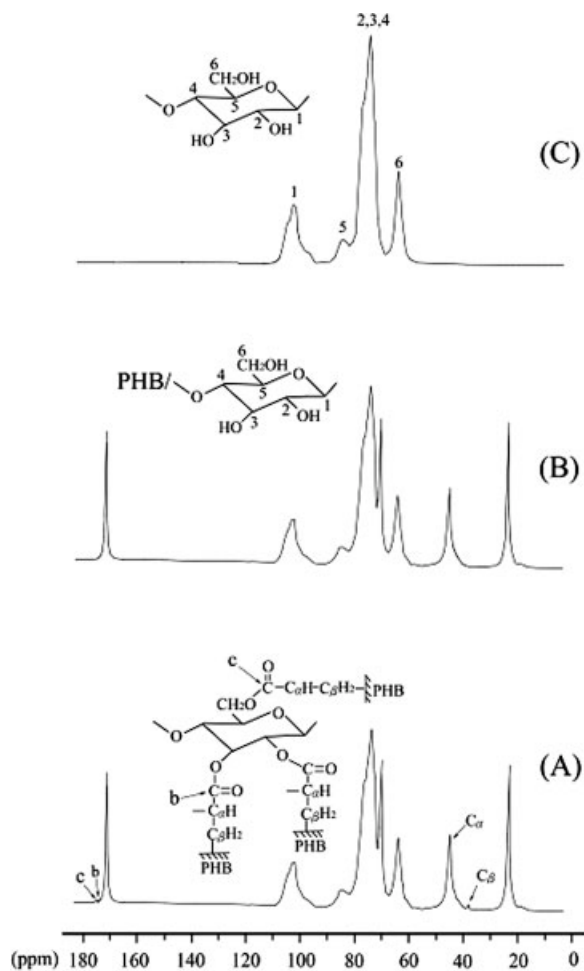 2,3,4
6
CH₂OH
4
O
5
O
2
1
HO
OH
3
(C)
6
1
5
6
CH₂OH
PHB/
4
O
5
O
2
1
HO
OH
3
(B)
c
O
C
CαH
CβH₂
PHB
CH₂O
O
O
O
O
C=O
C=O
b
CαH
CαH
CβH₂
CβH₂
PHB
PHB
(A)
Cα
Cβ
c
b
(ppm) 180 160 140 120 100 80 60 40 20 0